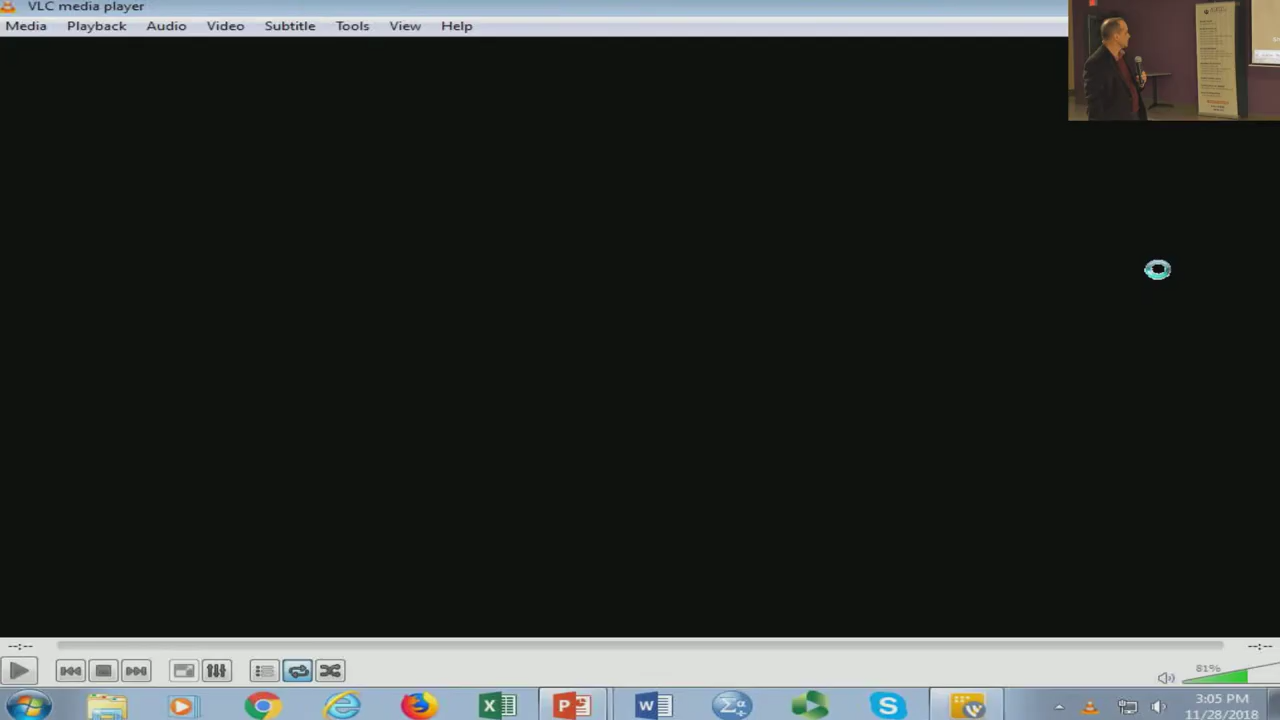 VLC media player
Media Playback Audio Video Subtitle Tools View Help
--:-- --:--
81%
3:05 PM
11/28/2018